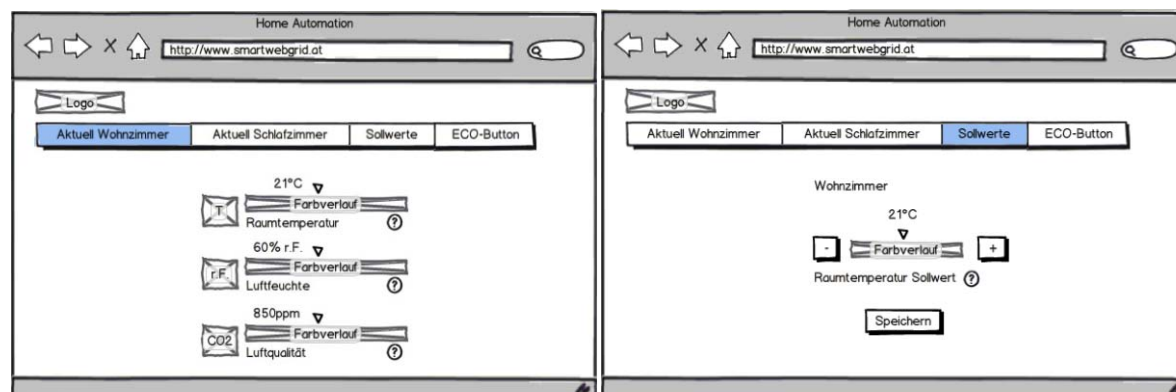 Home Automation
http://www.smartwebgrid.at
Logo
Aktuell Wohnzimmer Aktuell Schlafzimmer Sollwerte ECO-Button
21°C
T
Farbverlauf
Raumtemperatur ?
60% r.F.
r.F.
Farbverlauf
Luftfeuchte ?
850ppm
CO2
Farbverlauf
Luftqualität ?
Home Automation
http://www.smartwebgrid.at
Logo
Aktuell Wohnzimmer Aktuell Schlafzimmer Sollwerte ECO-Button
Wohnzimmer
21°C
- Farbverlauf +
Raumtemperatur Sollwert ?
Speichern